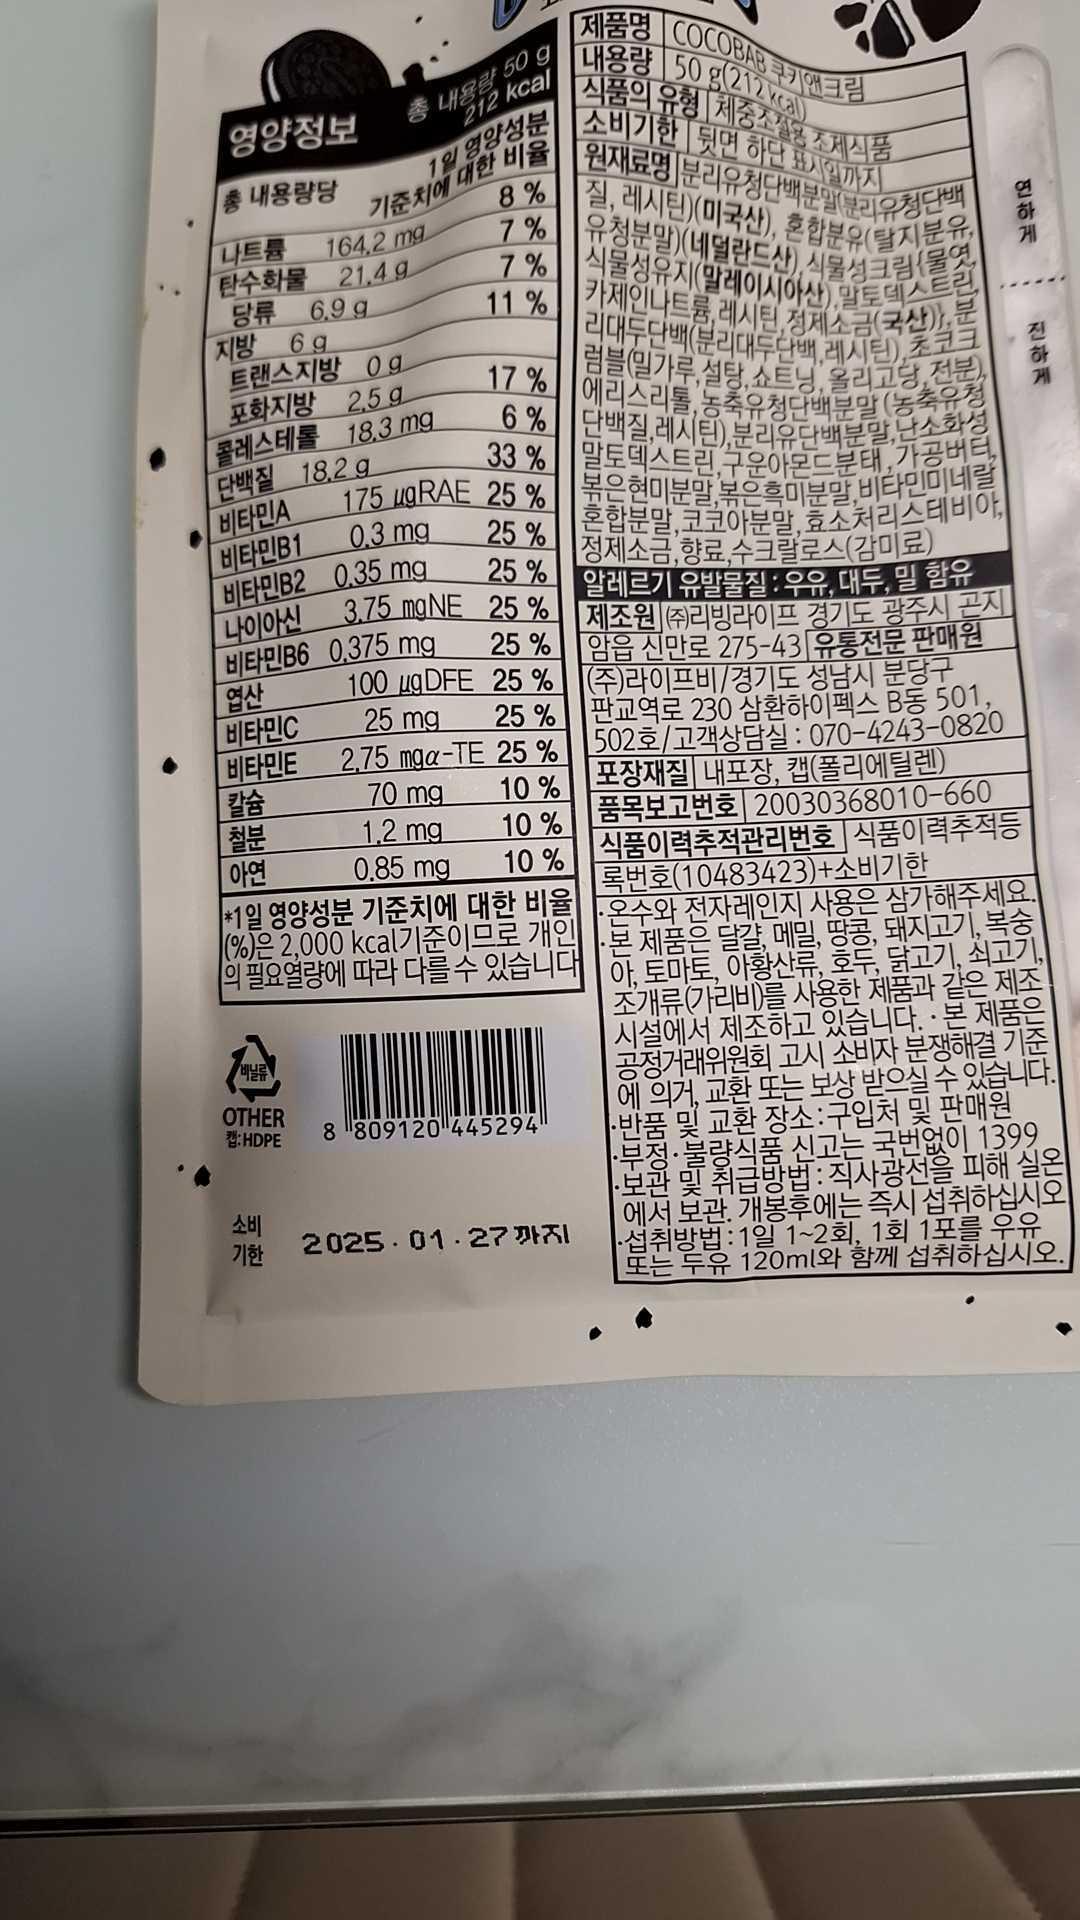 영양정보
총 내용량 50 g
212 kcal
총 내용량당
1일 영양성분
기준치에 대한 비율
나트륨 164.2 mg 8 %
탄수화물 21.4 g 7 %
당류 6.9 g 7 %
지방 6 g 11 %
트랜스지방 0 g
포화지방 2.5 g 17 %
콜레스테롤 18.3 mg 6 %
단백질 18.2 g 33 %
비타민A 175 μgRAE 25 %
비타민B1 0.3 mg 25 %
비타민B2 0.35 mg 25 %
나이아신 3.75 mgNE 25 %
비타민B6 0.375 mg 25 %
엽산 100 μgDFE 25 %
비타민C 25 mg 25 %
비타민E 2.75 mgα-TE 25 %
칼슘 70 mg 10 %
철분 1.2 mg 10 %
아연 0.85 mg 10 %
*1일 영양성분 기준치에 대한 비율
(%)은 2,000 kcal기준이므로 개인
의 필요열량에 따라 다를 수 있습니다
비닐류
OTHER
캡:HDPE
8 809120 445294
소비
기한
2025.01.27까지
제품명 COCOBAB 쿠키앤크림
내용량 50 g(212 kcal)
식품의 유형 체중조절용 조제식품
소비기한 뒷면 하단 표시일까지
원재료명 분리유청단백분말(분리유청단백
질, 레시틴)(미국산), 혼합분유(탈지분유,
유청분말)(네덜란드산), 식물성크림{물엿,
식물성유지(말레이시아산), 말토덱스트린,
카제인나트륨, 레시틴, 정제소금(국산)}, 분
리대두단백(분리대두단백, 레시틴), 초코크
럼블(밀가루, 설탕, 쇼트닝, 올리고당, 전분),
에리스리톨, 농축유청단백분말(농축유청
단백질, 레시틴), 분리유단백분말, 난소화성
말토덱스트린, 구운아몬드분태, 가공버터,
볶은현미분말, 볶은흑미분말, 비타민미네랄
혼합분말, 코코아분말, 효소처리스테비아,
정제소금, 향료, 수크랄로스(감미료)
알레르기 유발물질 : 우유, 대두, 밀 함유
제조원 (주)리빙라이프 경기도 광주시 곤지
암읍 신만로 275-43 유통전문 판매원
(주)라이프비/경기도 성남시 분당구
판교역로 230 삼환하이펙스 B동 501,
502호/고객상담실 : 070-4243-0820
포장재질 내포장, 캡(폴리에틸렌)
품목보고번호 20030368010-660
식품이력추적관리번호 식품이력추적등
록번호(10483423)+소비기한
·온수와 전자레인지 사용은 삼가해주세요.
·본 제품은 달걀, 메밀, 땅콩, 돼지고기, 복숭
아, 토마토, 아황산류, 호두, 닭고기, 쇠고기,
조개류(가리비)를 사용한 제품과 같은 제조
시설에서 제조하고 있습니다. ·본 제품은
공정거래위원회 고시 소비자 분쟁해결 기준
에 의거, 교환 또는 보상 받으실 수 있습니다.
·반품 및 교환 장소 : 구입처 및 판매원
·부정·불량식품 신고는 국번없이 1399
·보관 및 취급방법 : 직사광선을 피해 실온
에서 보관. 개봉후에는 즉시 섭취하십시오
·섭취방법 : 1일 1~2회, 1회 1포를 우유
또는 두유 120ml와 함께 섭취하십시오.
연하게
진하게